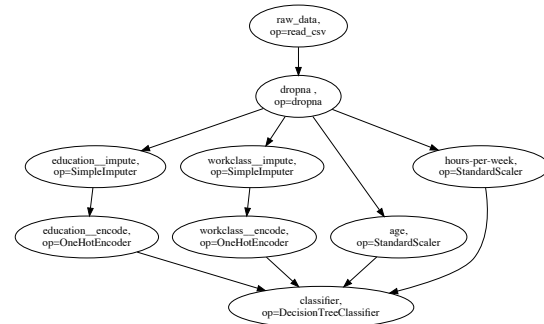 raw_data,
op=read_csv
dropna ,
op=dropna
education__impute,
op=SimpleImputer
workclass__impute,
op=SimpleImputer
hours-per-week,
op=StandardScaler
education__encode,
op=OneHotEncoder
workclass__encode,
op=OneHotEncoder
age,
op=StandardScaler
classifier,
op=DecisionTreeClassifier